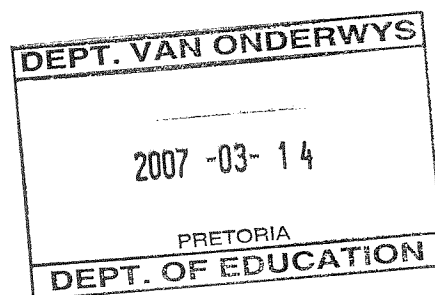 DEPT. VAN ONDERWYS
2007 -03- 14
PRETORIA
DEPT. OF EDUCATION